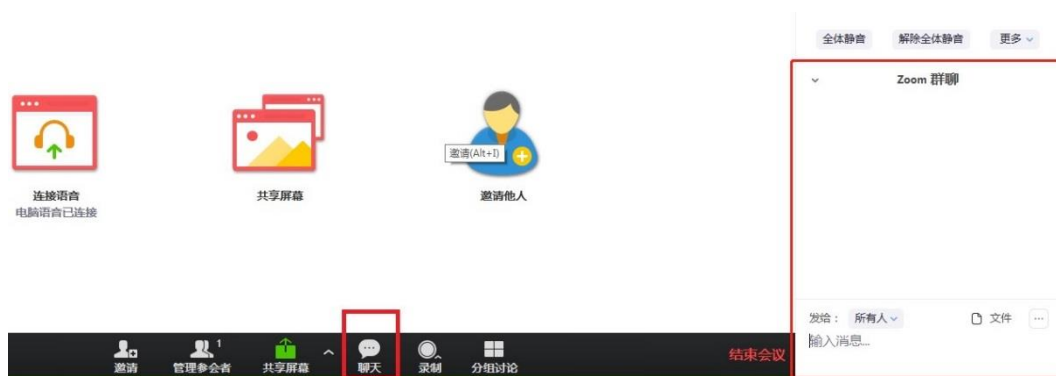 全体静音 解除全体静音 更多
Zoom 群聊
邀请(Alt+I)
连接语音 共享屏幕 邀请他人
电脑语音已连接
发给： 所有人 文件 ...
输入消息...
1
邀请 管理参会者 共享屏幕 聊天 录制 分组讨论 结束会议